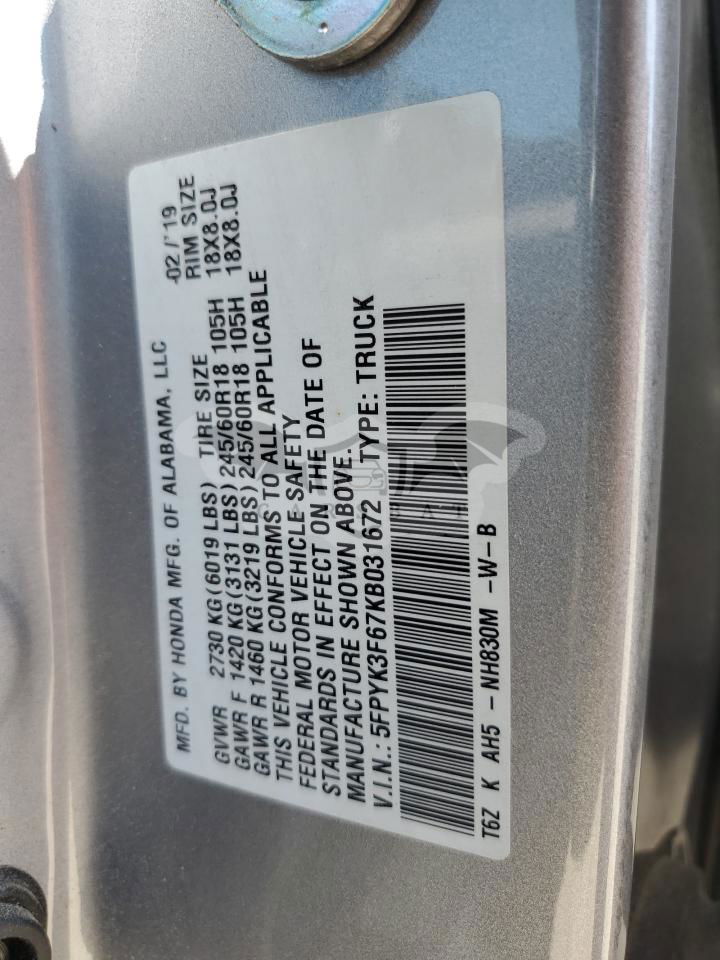 MFD. BY HONDA MFG. OF ALABAMA, LLC 02/'19
GVWR 2730 KG(6019 LBS) TIRE SIZE RIM SIZE
GAWR F 1420 KG(3131 LBS) 245/60R18 105H 18X8.0J
GAWR R 1460 KG(3219 LBS) 245/60R18 105H 18X8.0J
THIS VEHICLE CONFORMS TO ALL APPLICABLE
FEDERAL MOTOR VEHICLE SAFETY
STANDARDS IN EFFECT ON THE DATE OF
MANUFACTURE SHOWN ABOVE.
V.I.N.: 5FPYK3F67KB031672 TYPE: TRUCK
T6Z K AH5 - NH830M -W-B